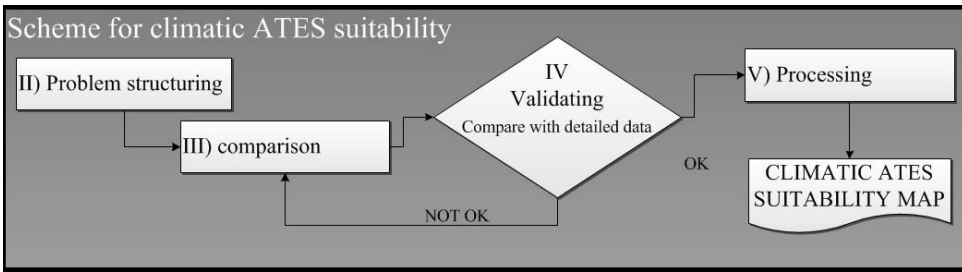 Scheme for climatic ATES suitability
II) Problem structuring
III) comparison
IV
Validating
Compare with detailed data
NOT OK
OK
V) Processing
CLIMATIC ATES
SUITABILITY MAP